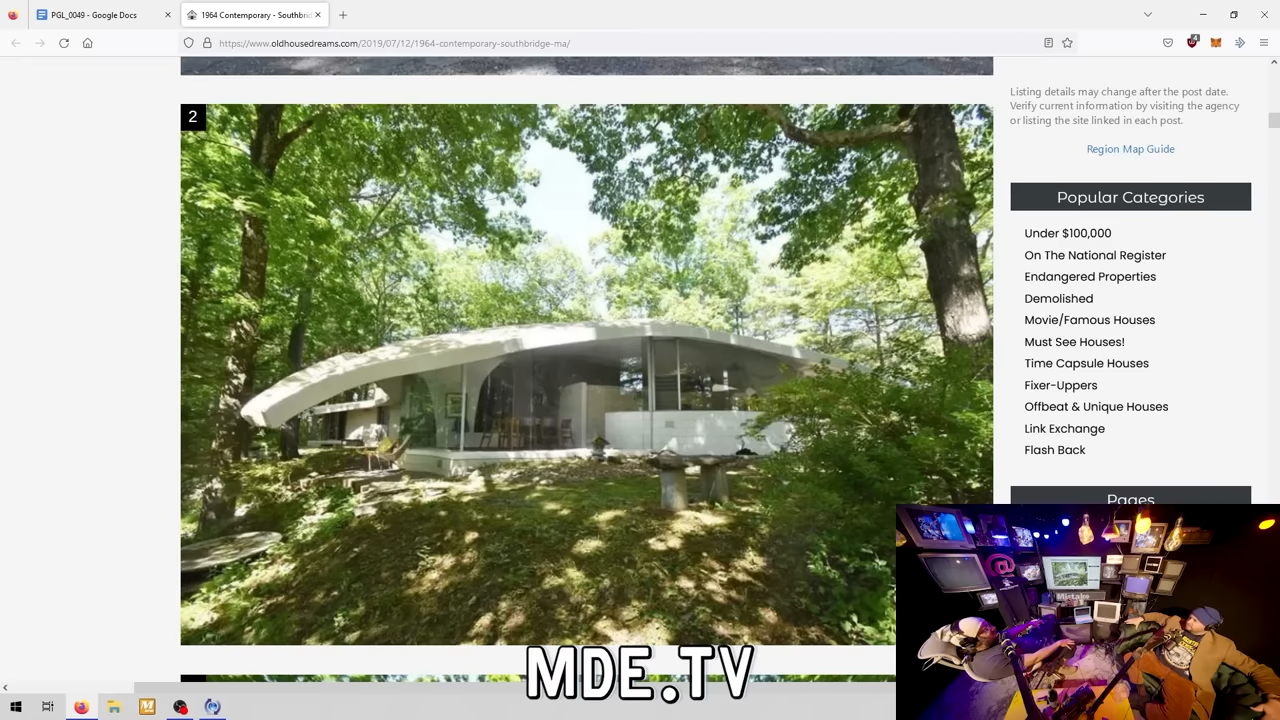 PGL_0049 - Google Docs
1964 Contemporary - Southbrid
https://www.oldhousedreams.com/2019/07/12/1964-contemporary-southbridge-ma/
2
Listing details may change after the post date.
Verify current information by visiting the agency
or listing the site linked in each post.
Region Map Guide
Popular Categories
Under $100,000
On The National Register
Endangered Properties
Demolished
Movie/Famous Houses
Must See Houses!
Time Capsule Houses
Fixer-Uppers
Offbeat & Unique Houses
Link Exchange
Flash Back
Pages
@
Mistake
MDE.TV